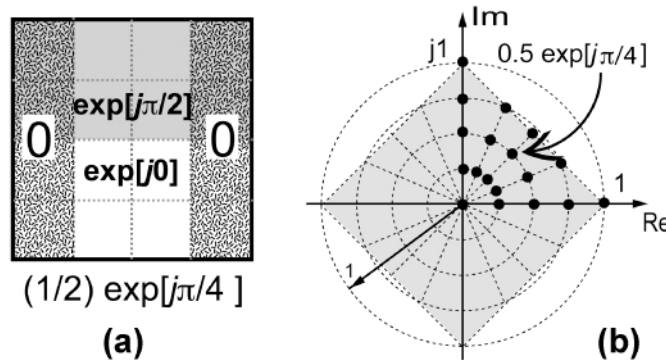 0
exp[jπ/2]
exp[j0]
0
(1/2) exp[jπ/4 ]
(a)
Im
j1
0.5 exp[jπ/4]
1
Re
1
(b)